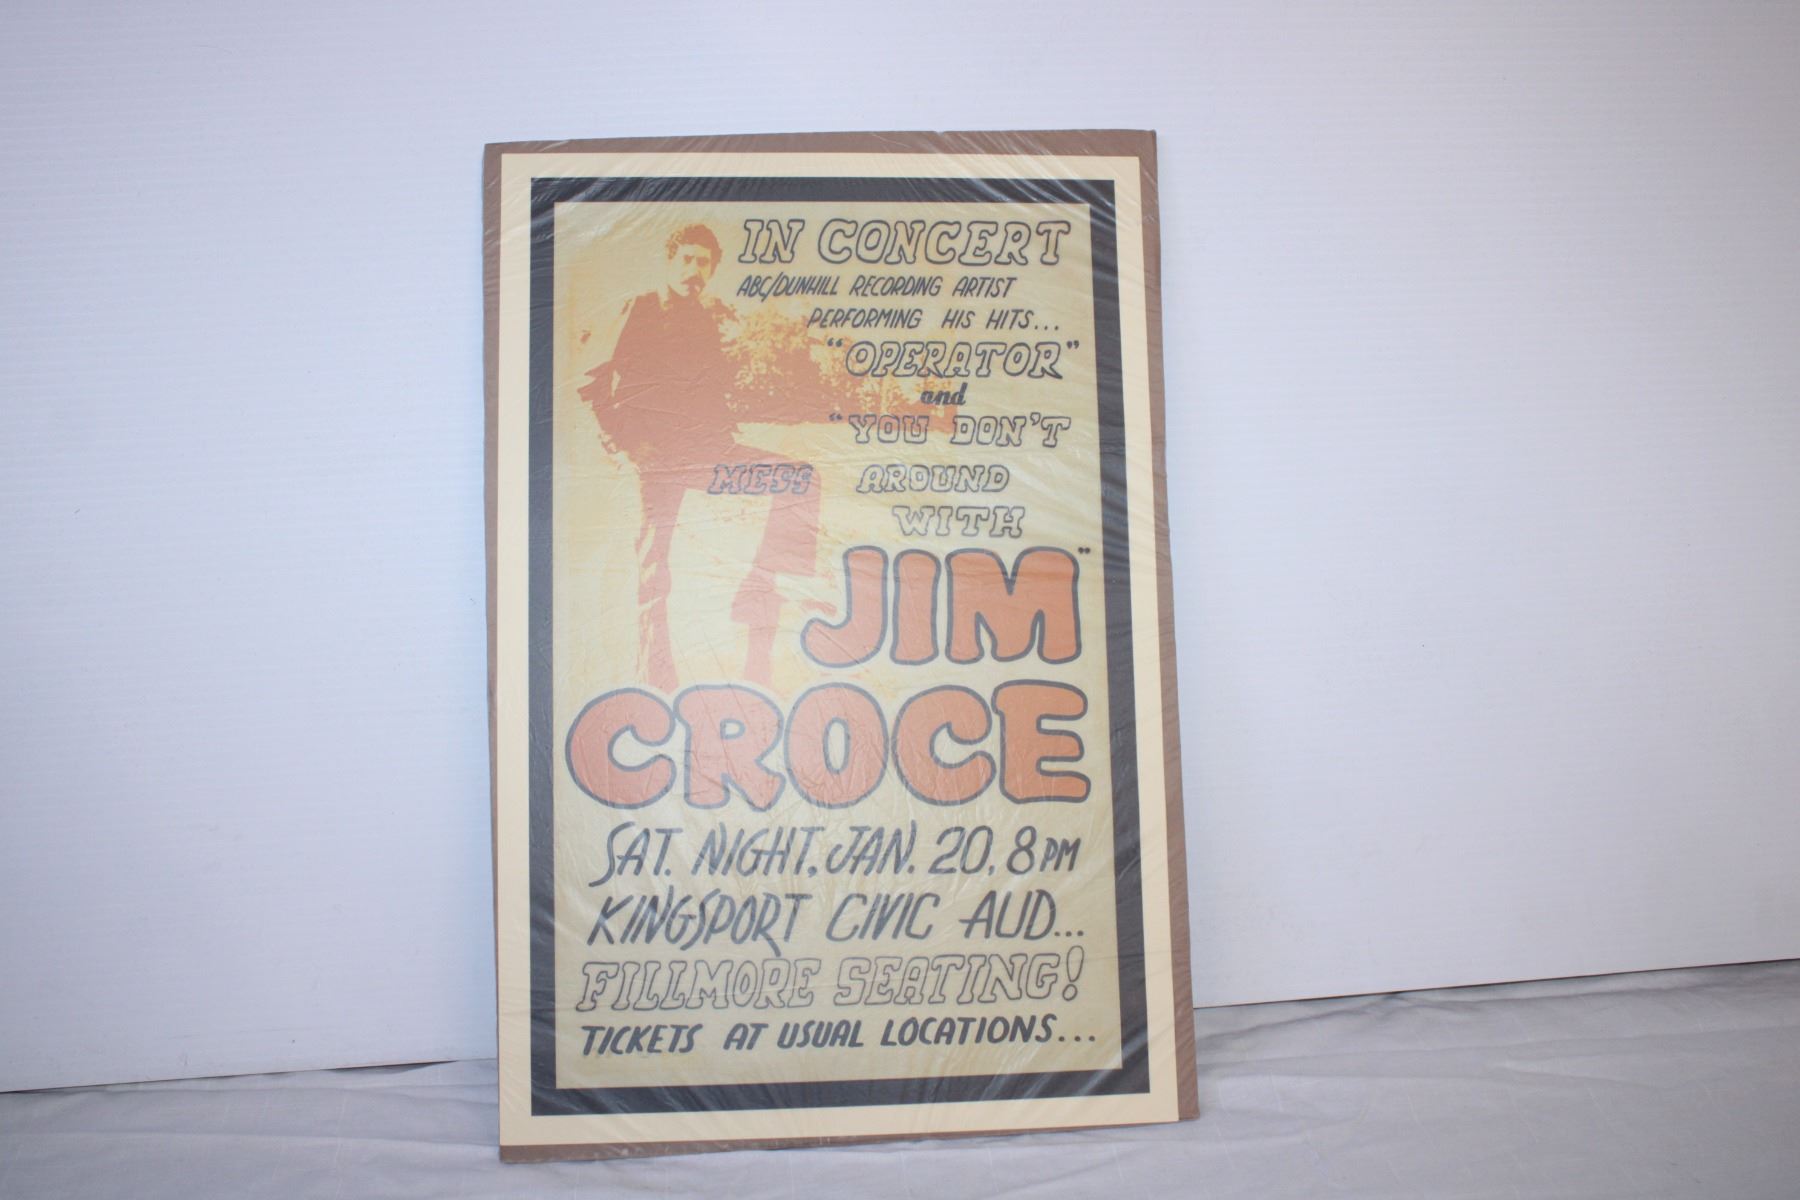 IN CONCERT
ABC/DUNHILL RECORDING ARTIST
PERFORMING HIS HITS...
"OPERATOR"
and
"YOU DON'T
MESS AROUND
WITH
JIM"
CROCE
SAT. NIGHT, JAN. 20, 8 PM
KINGSPORT CIVIC AUD...
FILLMORE SEATING!
TICKETS AT USUAL LOCATIONS...